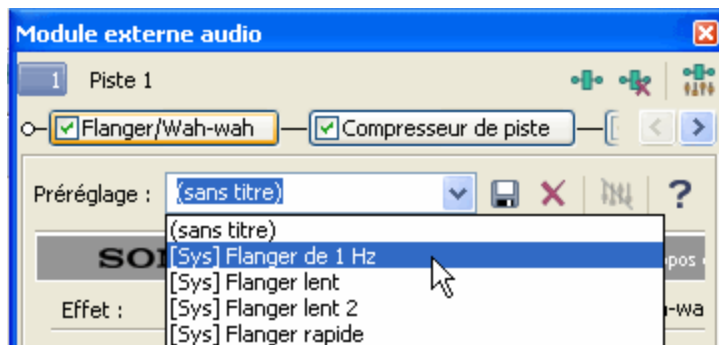 Module externe audio
1 Piste 1
Flanger/Wah-wah Compresseur de piste
Préréglage : (sans titre) ?
(sans titre)
[Sys] Flanger de 1 Hz
[Sys] Flanger lent
Effet : [Sys] Flanger lent 2
[Sys] Flanger rapide